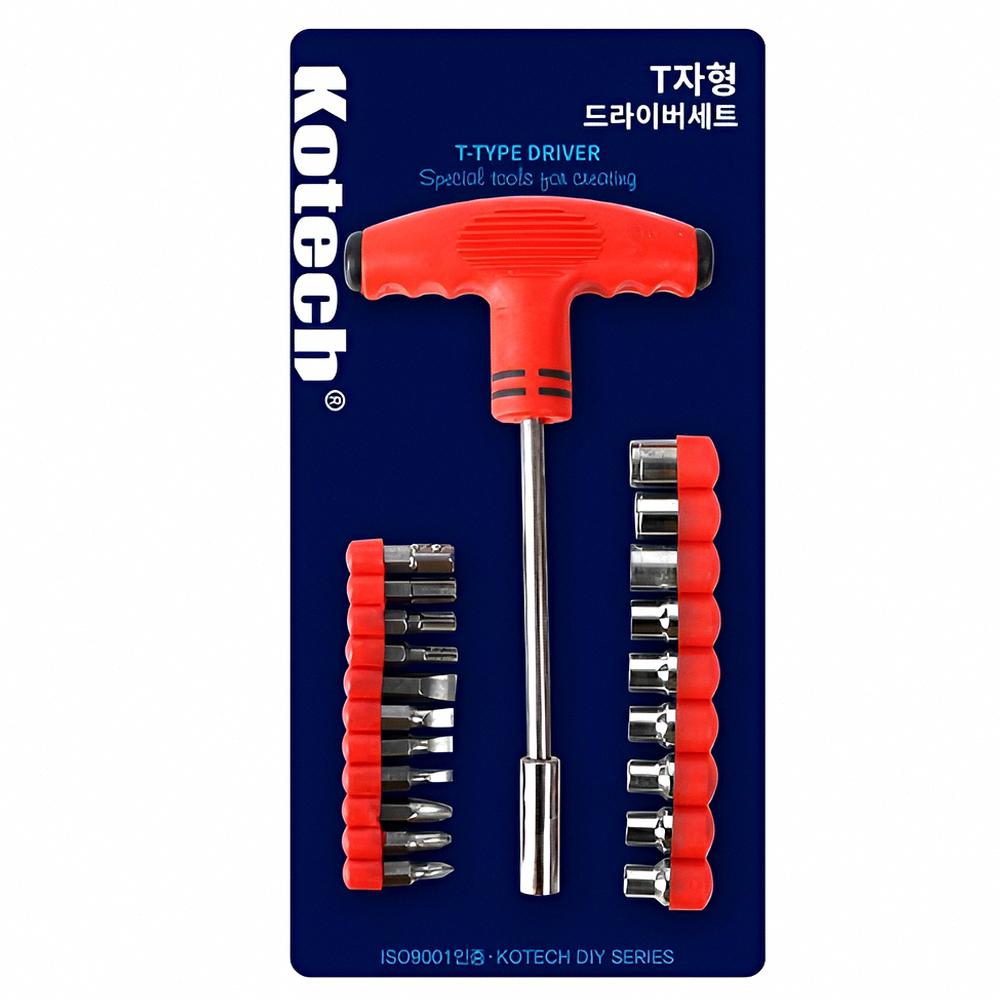 Kotech®
T자형
드라이버세트
T-TYPE DRIVER
Special tools for creating
ISO9001인증·KOTECH DIY SERIES